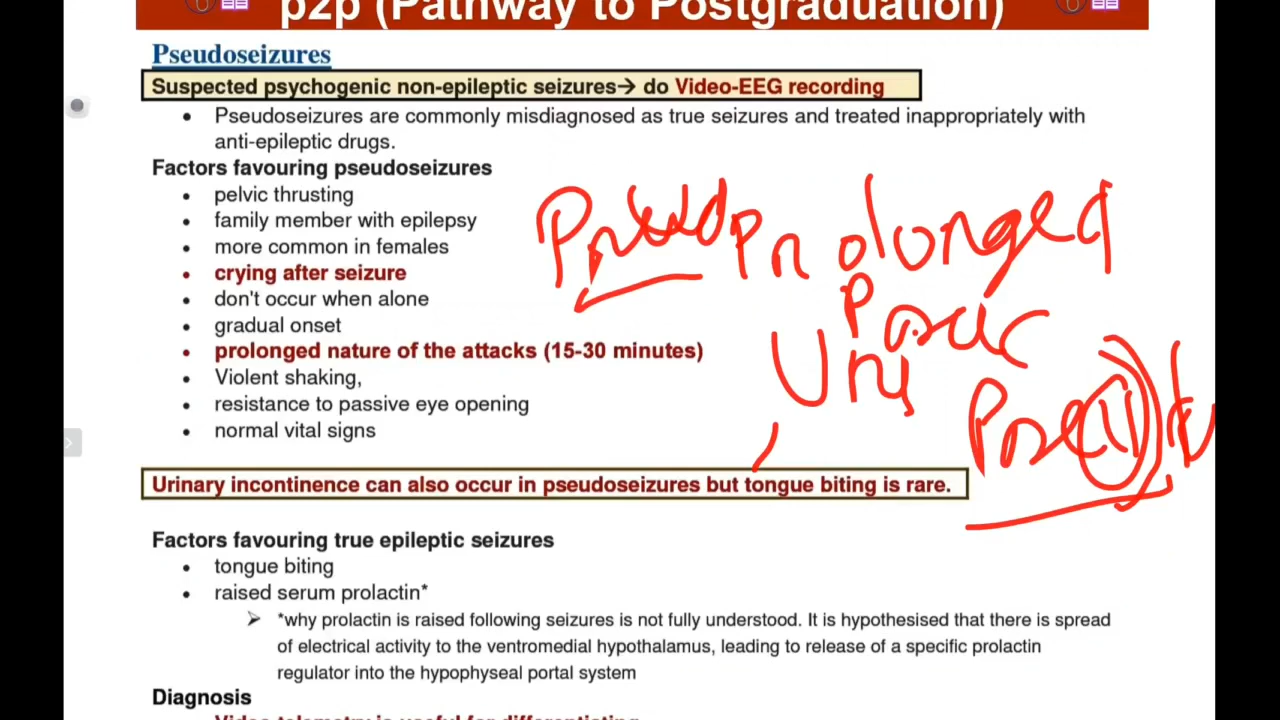 p2p (Pathway to Postgraduation)
Pseudoseizures
Suspected psychogenic non-epileptic seizures→ do Video-EEG recording
• Pseudoseizures are commonly misdiagnosed as true seizures and treated inappropriately with
anti-epileptic drugs.
Factors favouring pseudoseizures
• pelvic thrusting
• family member with epilepsy
• more common in females
• crying after seizure
• don't occur when alone
• gradual onset
• prolonged nature of the attacks (15-30 minutes)
• Violent shaking,
• resistance to passive eye opening
• normal vital signs
Prolonged
Urinary incontinence can also occur in pseudoseizures but tongue biting is rare.
Factors favouring true epileptic seizures
• tongue biting
• raised serum prolactin*
➢ *why prolactin is raised following seizures is not fully understood. It is hypothesised that there is spread
of electrical activity to the ventromedial hypothalamus, leading to release of a specific prolactin
regulator into the hypophyseal portal system
Diagnosis
• Video telemetry is useful for differentiating